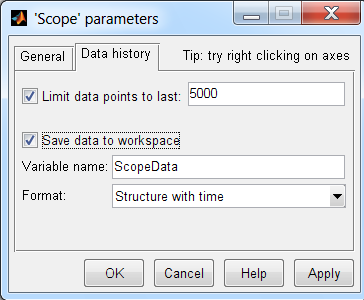 'Scope' parameters
General Data history Tip: try right clicking on axes
Limit data points to last: 5000
Save data to workspace
Variable name: ScopeData
Format: Structure with time
OK Cancel Help Apply